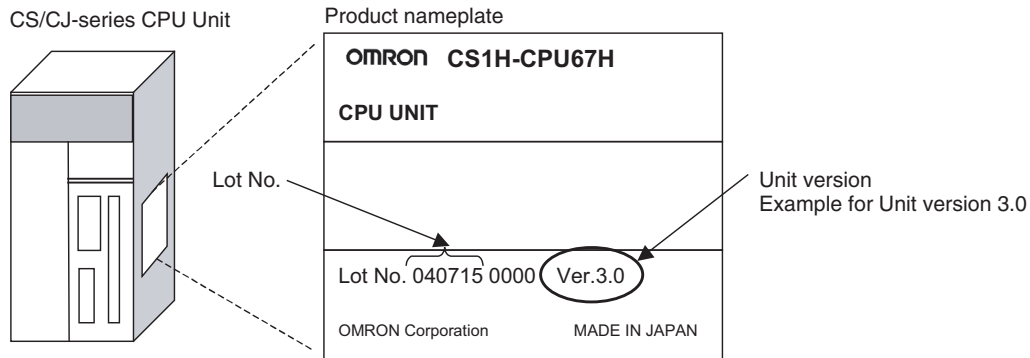 CS/CJ-series CPU Unit
Product nameplate
OMRON CS1H-CPU67H
CPU UNIT
Lot No.
Unit version
Example for Unit version 3.0
Lot No. 040715 0000 Ver.3.0
OMRON Corporation MADE IN JAPAN